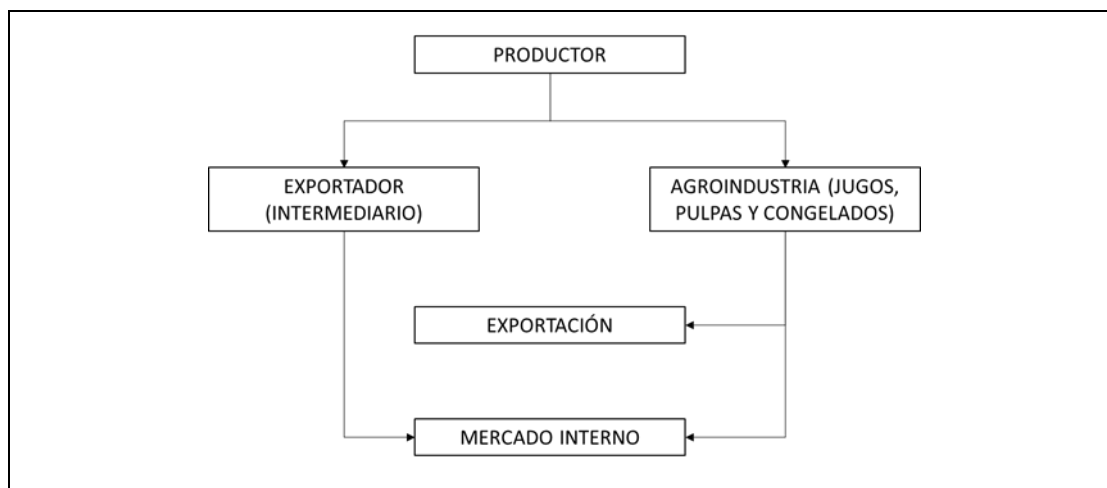 PRODUCTOR
EXPORTADOR
(INTERMEDIARIO)
AGROINDUSTRIA (JUGOS,
PULPAS Y CONGELADOS)
EXPORTACIÓN
MERCADO INTERNO